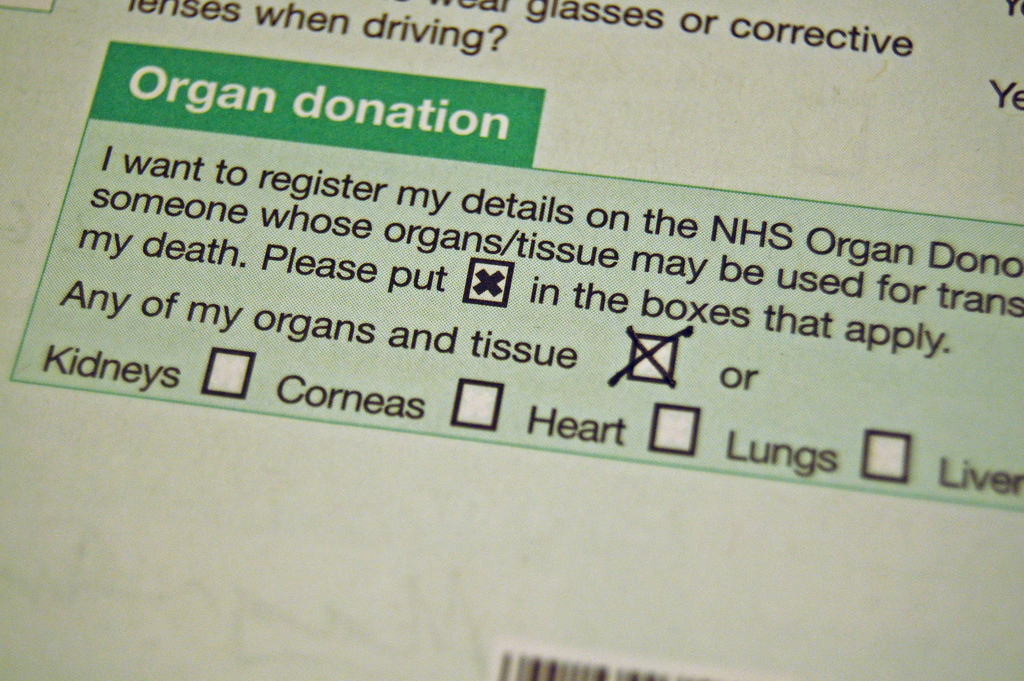 wear glasses or corrective
lenses when driving?
Organ donation
I want to register my details on the NHS Organ Dono
someone whose organs/tissue may be used for trans
my death. Please put ✖ in the boxes that apply.
Any of my organs and tissue ☒ or
Kidneys ☐ Corneas ☐ Heart ☐ Lungs ☐ Liver
Ye